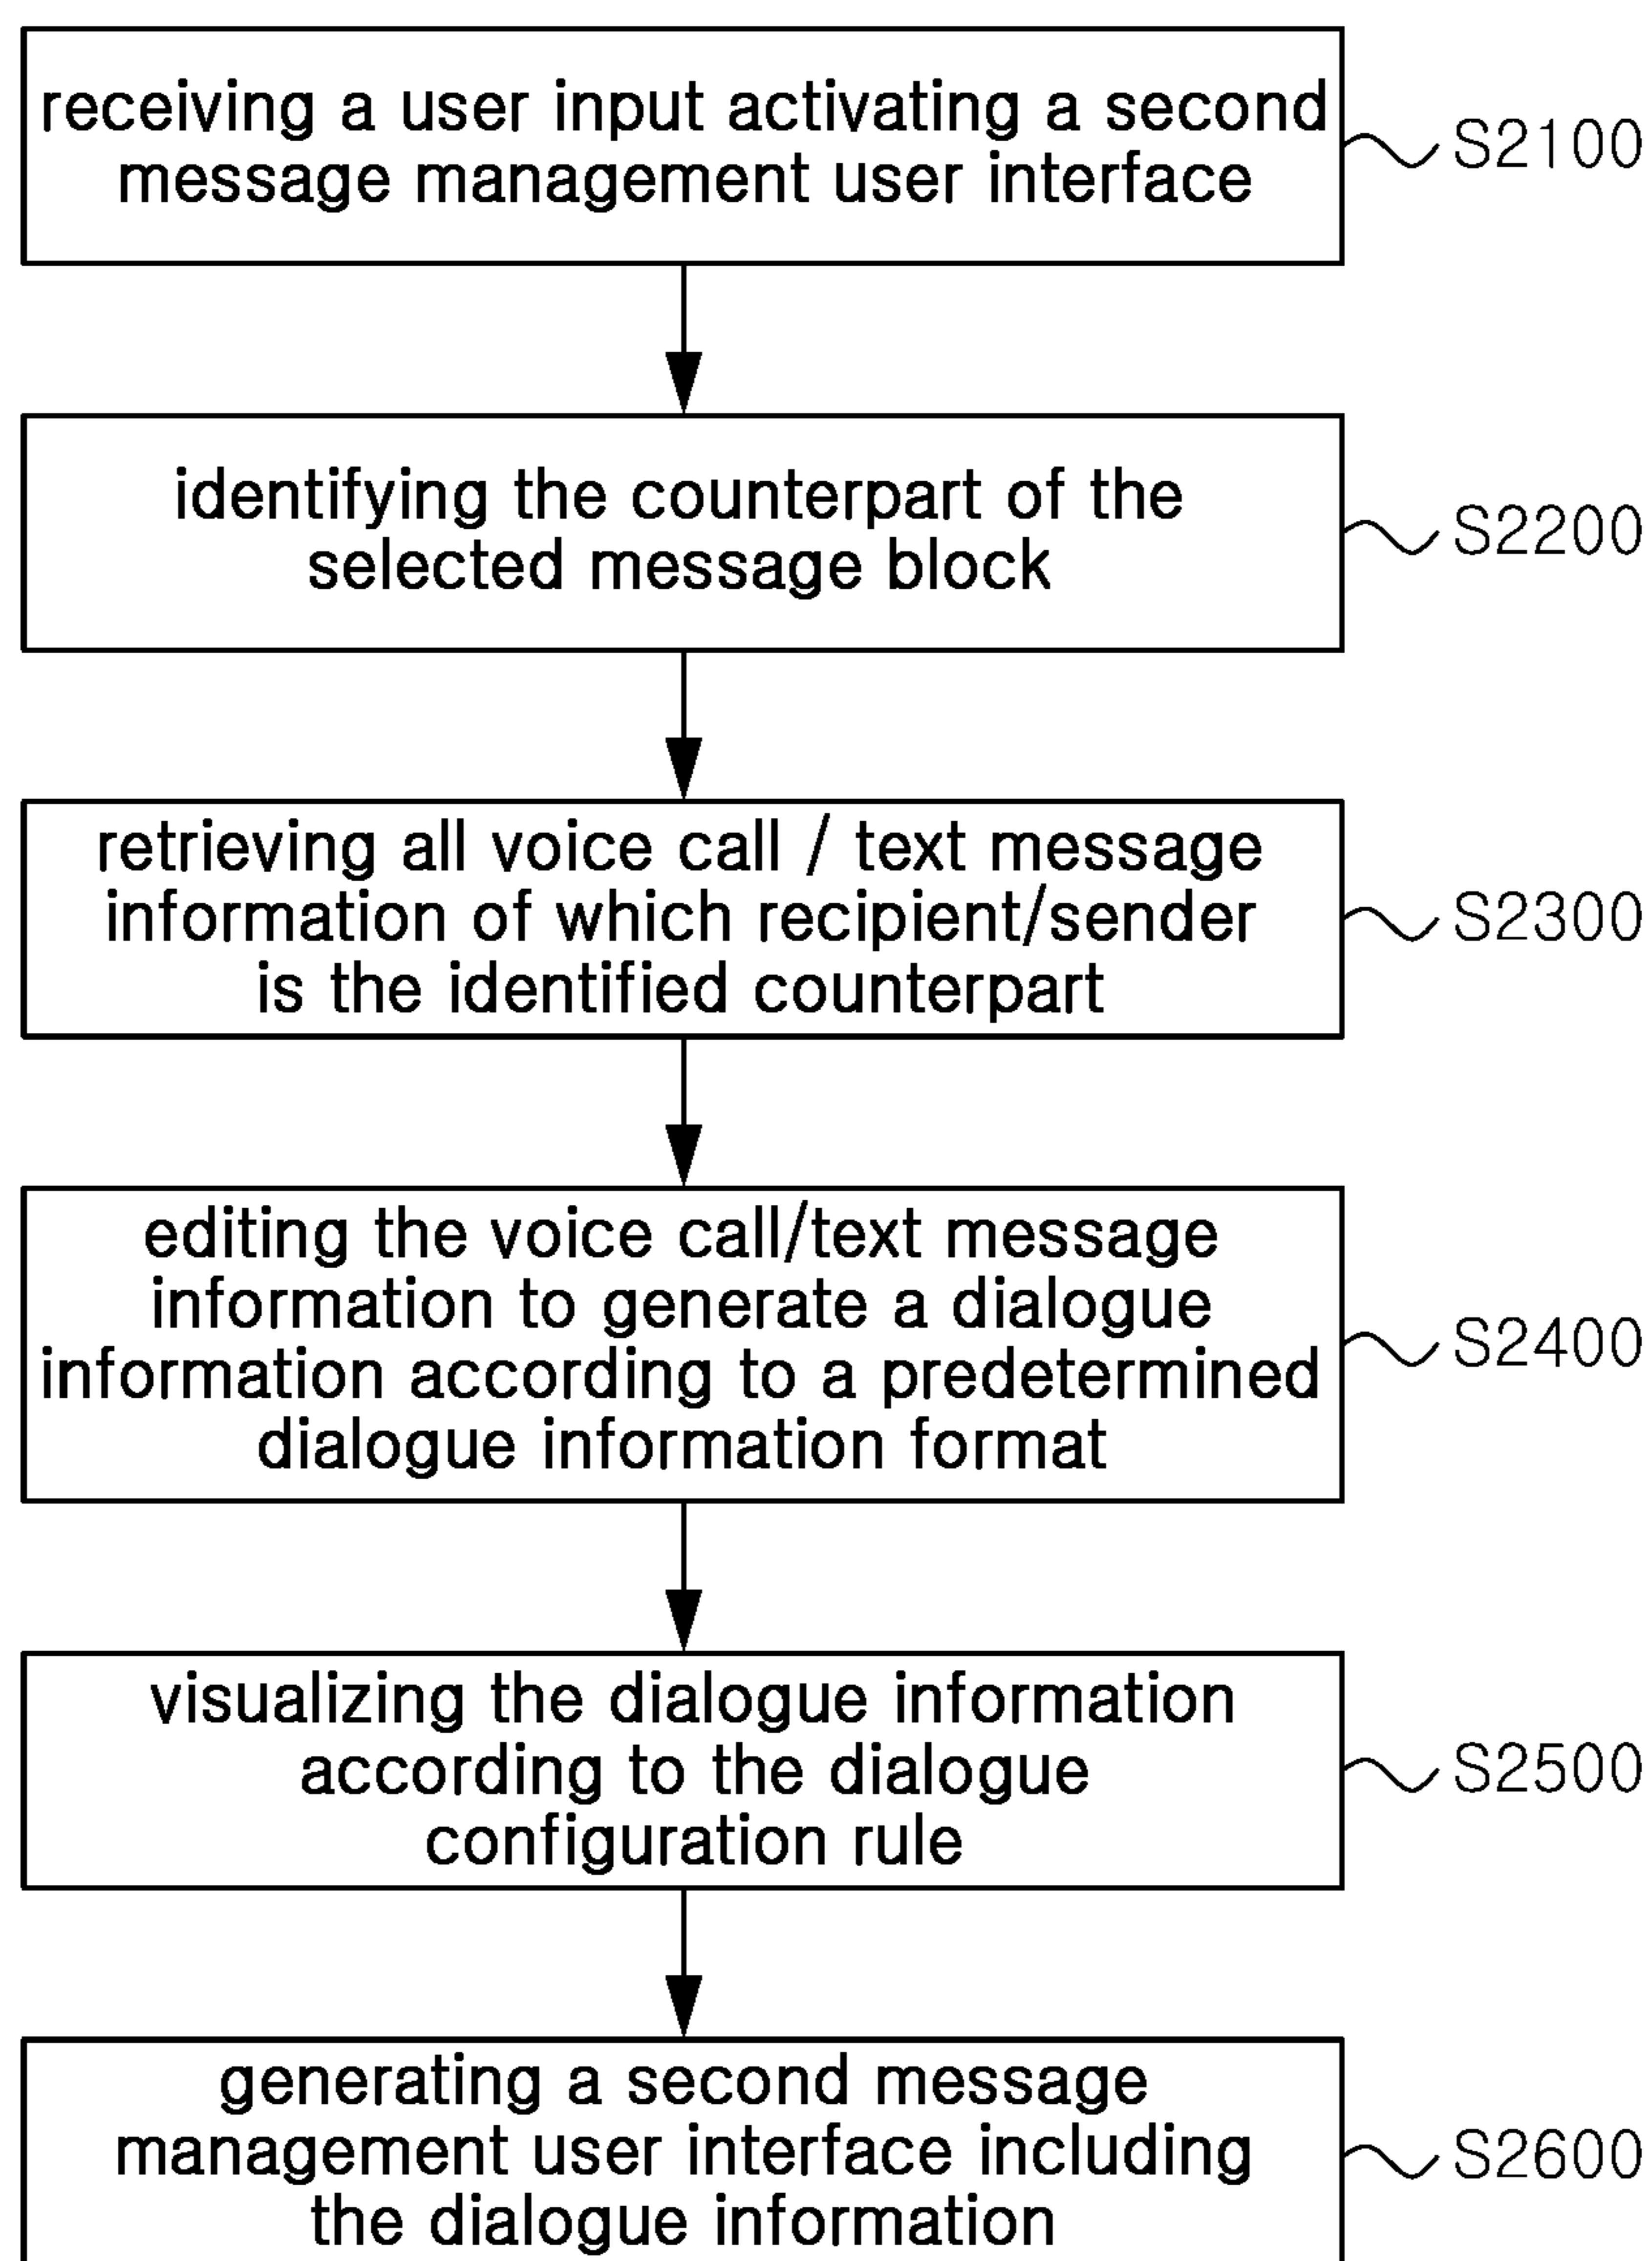 receiving a user input activating a second
message management user interface
S2100
identifying the counterpart of the
selected message block
S2200
retrieving all voice call / text message
information of which recipient/sender
is the identified counterpart
S2300
editing the voice call/text message
information to generate a dialogue
information according to a predetermined
dialogue information format
S2400
visualizing the dialogue information
according to the dialogue
configuration rule
S2500
generating a second message
management user interface including
the dialogue information
S2600